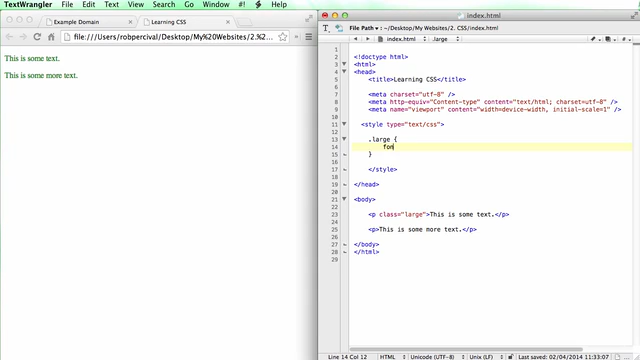 TextWrangler File Edit Text View Search Go Window #! Help
Example Domain
Learning CSS
file:///Users/robpercival/Desktop/My%20Websites/2.%2...
This is some text.
This is some more text.
index.html
File Path : ~/Desktop/My Websites/2. CSS/index.html
index.html .large
1
2 <!doctype html>
3 <html>
4 <head>
5 <title>Learning CSS</title>
6
7 <meta charset="utf-8" />
8 <meta http-equiv="Content-type" content="text/html; charset=utf-8" />
9 <meta name="viewport" content="width=device-width, initial-scale=1" />
10
11 <style type="text/css">
12
13 .large {
14 fon
15 }
16
17 </style>
18
19 </head>
20
21 <body>
22
23 <p class="large">This is some text.</p>
24
25 <p>This is some more text.</p>
26
27 </body>
28 </html>
29
Line 14 Col 12 HTML Unicode (UTF-8) Unix (LF) Last saved: 02/04/2014 11:33:07